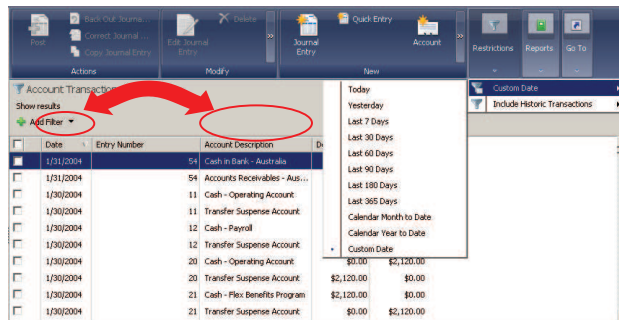 Back Out Journa...
Delete
Quick Entry
Correct Journal ...
Post
Copy Journal Entry
Edit Journal
Entry
Journal
Entry
Account
Restrictions
Reports
Go To
Actions
Modify
New
Account Transaction
Today
Custom Date
Show results
Yesterday
Include Historic Transactions
Add Filter
Last 7 Days
Last 30 Days
Date Entry Number Account Description
Last 60 Days
1/31/2004 54 Cash in Bank - Australia
Last 90 Days
1/31/2004 54 Accounts Receivables - Aus...
Last 180 Days
1/30/2004 11 Cash - Operating Account
Last 365 Days
1/30/2004 11 Transfer Suspense Account
Calendar Month to Date
1/30/2004 12 Cash - Payroll
Calendar Year to Date
1/30/2004 12 Transfer Suspense Account
Custom Date
1/30/2004 20 Cash - Operating Account $0.00 $2,120.00
1/30/2004 20 Transfer Suspense Account $2,120.00 $0.00
1/30/2004 21 Cash - Flex Benefits Program $2,120.00 $0.00
1/30/2004 21 Transfer Suspense Account $0.00 $2,120.00